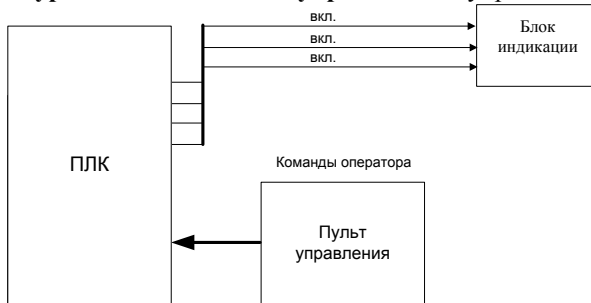 вкл.
вкл.
вкл.
Блок
индикации
ПЛК
Команды оператора
Пульт
управления